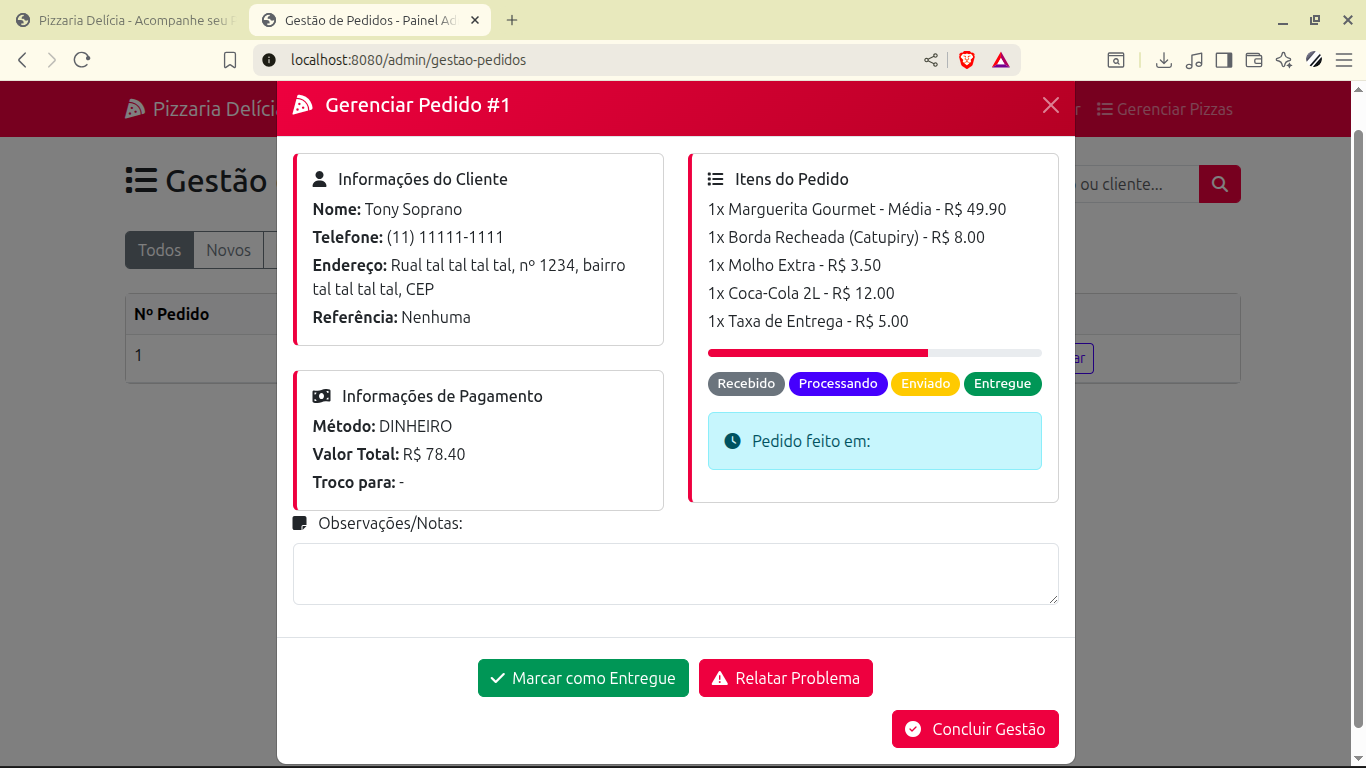 Pizzaria Delícia - Acompanhe seu
Gestão de Pedidos - Painel Ad
localhost:8080/admin/gestao-pedidos
Pizzaria Delícia
Gerenciar Pedido #1
Gerenciar Pizzas
Gestão
ou cliente...
Todos
Novos
Nº Pedido
1
Informações do Cliente
Nome: Tony Soprano
Telefone: (11) 11111-1111
Endereço: Rual tal tal tal tal, nº 1234, bairro
tal tal tal tal, CEP
Referência: Nenhuma
Informações de Pagamento
Método: DINHEIRO
Valor Total: R$ 78.40
Troco para: -
Itens do Pedido
1x Marguerita Gourmet - Média - R$ 49.90
1x Borda Recheada (Catupiry) - R$ 8.00
1x Molho Extra - R$ 3.50
1x Coca-Cola 2L - R$ 12.00
1x Taxa de Entrega - R$ 5.00
Recebido Processando Enviado Entregue
Pedido feito em:
Observações/Notas:
Marcar como Entregue
Relatar Problema
Concluir Gestão